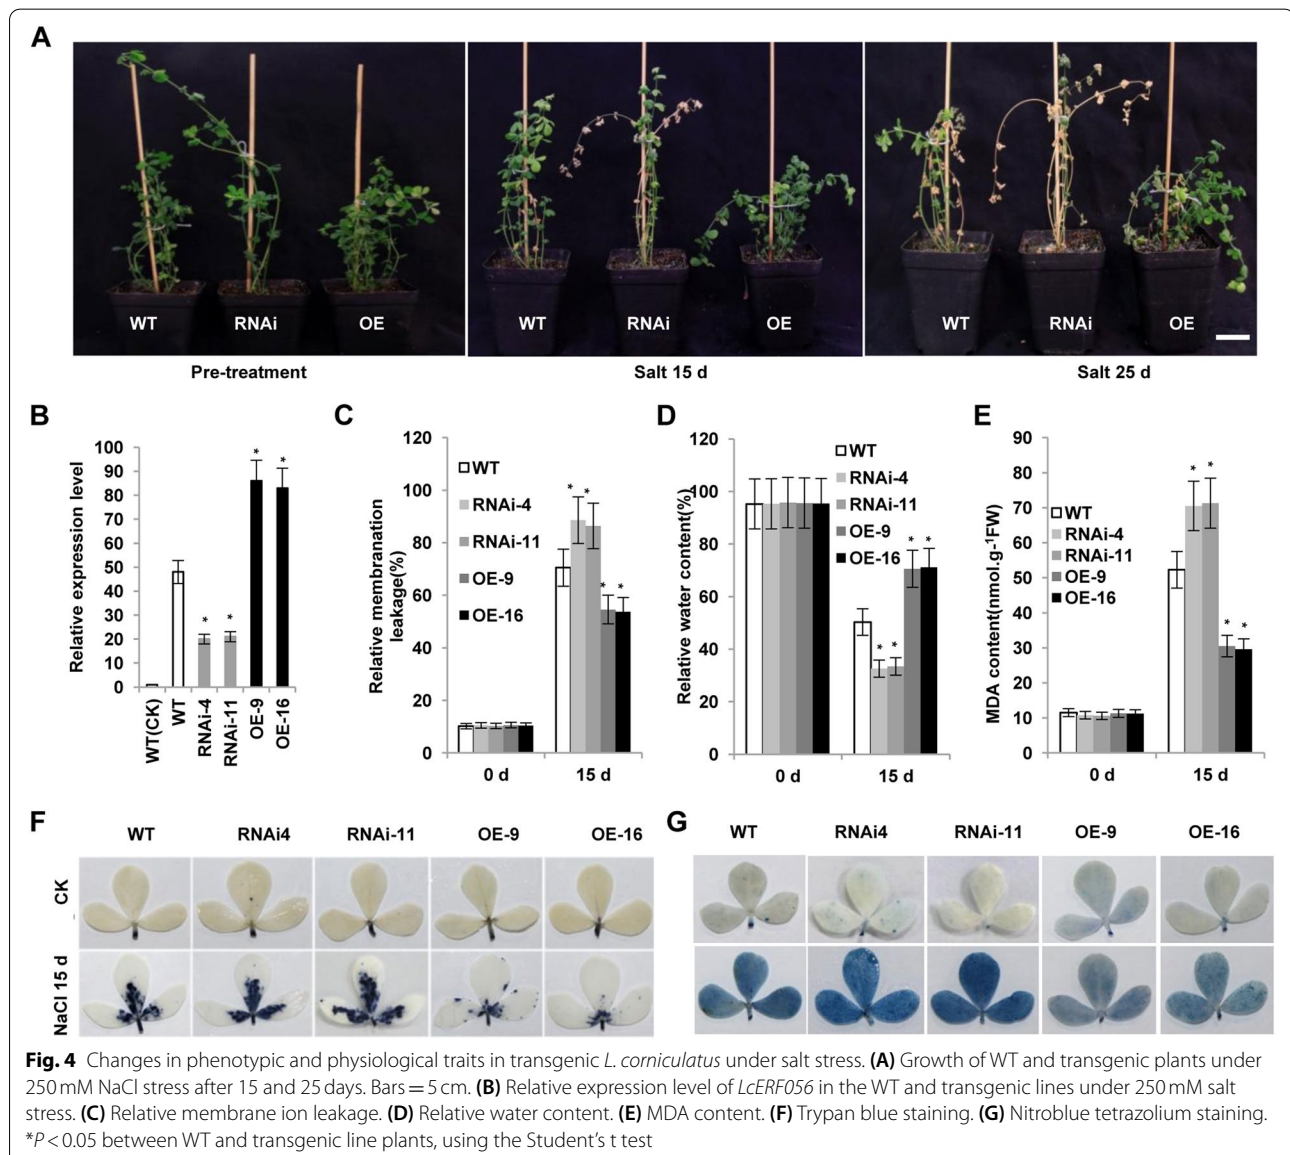 A
WT RNAi OE
WT RNAi OE
WT RNAi OE
Pre-treatment Salt 15 d Salt 25 d
B
Relative expression level
100
90
80
70
60
50
40
30
20
10
0
* * * *
WT(CK) WT RNAi-4 RNAi-11 OE-9 OE-16
C
Relative membranation
leakage(%)
120
100
80
60
40
20
0
WT
RNAi-4
RNAi-11
OE-9
OE-16
* * * *
0 d 15 d
D
Relative water content(%)
120
100
80
60
40
20
0
WT
RNAi-4
RNAi-11
OE-9
OE-16
* * * *
0 d 15 d
E
MDA content(nmol.g-1FW)
90
80
70
60
50
40
30
20
10
0
WT
RNAi-4
RNAi-11
OE-9
OE-16
* * * *
0 d 15 d
F
WT RNAi4 RNAi-11 OE-9 OE-16
CK
NaCl 15 d
G
WT RNAi4 RNAi-11 OE-9 OE-16
Fig. 4 Changes in phenotypic and physiological traits in transgenic L. corniculatus under salt stress. (A) Growth of WT and transgenic plants under
250 mM NaCl stress after 15 and 25 days. Bars = 5 cm. (B) Relative expression level of LcERF056 in the WT and transgenic lines under 250 mM salt
stress. (C) Relative membrane ion leakage. (D) Relative water content. (E) MDA content. (F) Trypan blue staining. (G) Nitroblue tetrazolium staining.
*P < 0.05 between WT and transgenic line plants, using the Student's t test